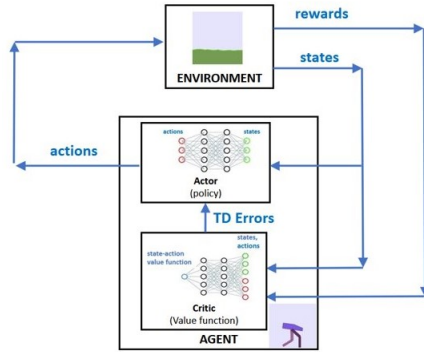 rewards
ENVIRONMENT
states
actions
actions
states
Actor
(policy)
TD Errors
state-action
value function
states,
actions
Critic
(Value function)
AGENT